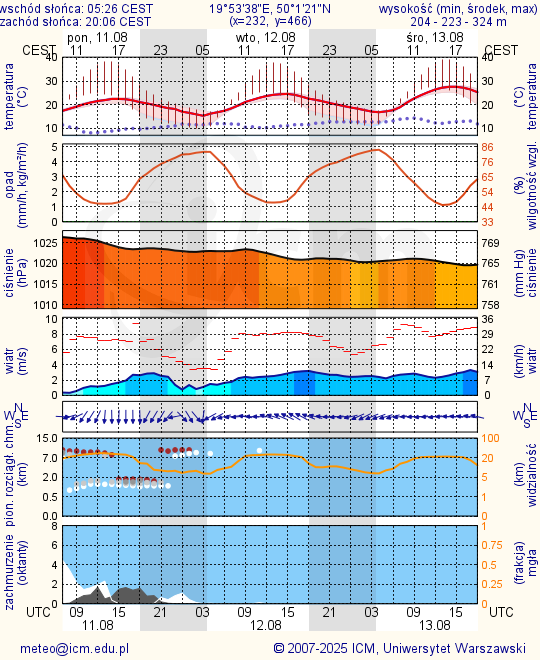 wschód słońca: 05:26 CEST 19°53'38"E, 50°1'21"N wysokość (min, środek, max)
zachód słońca: 20:06 CEST (x=232, y=466) 204 - 223 - 324 m
pon, 11.08 wto, 12.08 śro, 13.08
CEST 11 17 23 05 11 17 23 05 11 17 CEST
temperatura
(°C)
40 40
30 30
20 20
10 10
(°C)
temperatura
opad
(mm/h, kg/m²/h)
5 86
4 76
3 65
2 54
1 44
0 33
(%)
wilgotność wzgl.
ciśnienie
(hPa)
1025 769
1020 765
1015 761
1010 758
(mm Hg)
ciśnienie
wiatr
(m/s)
10 36
8 29
6 22
4 14
2 7
0 0
(km/h)
wiatr
N N
W E W E
S S
pion. rozciągł. chm.
(km)
15.0 100
7.0 20
2.0 5
0.5 1
0.0 0
(km)
widzialność
zachmurzenie
(oktanty)
8 1
6 0.75
4 0.5
2 0.25
0 0
(frakcja)
mgła
UTC 09 15 21 03 09 15 21 03 09 15 UTC
11.08 12.08 13.08
meteo@icm.edu.pl © 2007-2025 ICM, Uniwersytet Warszawski